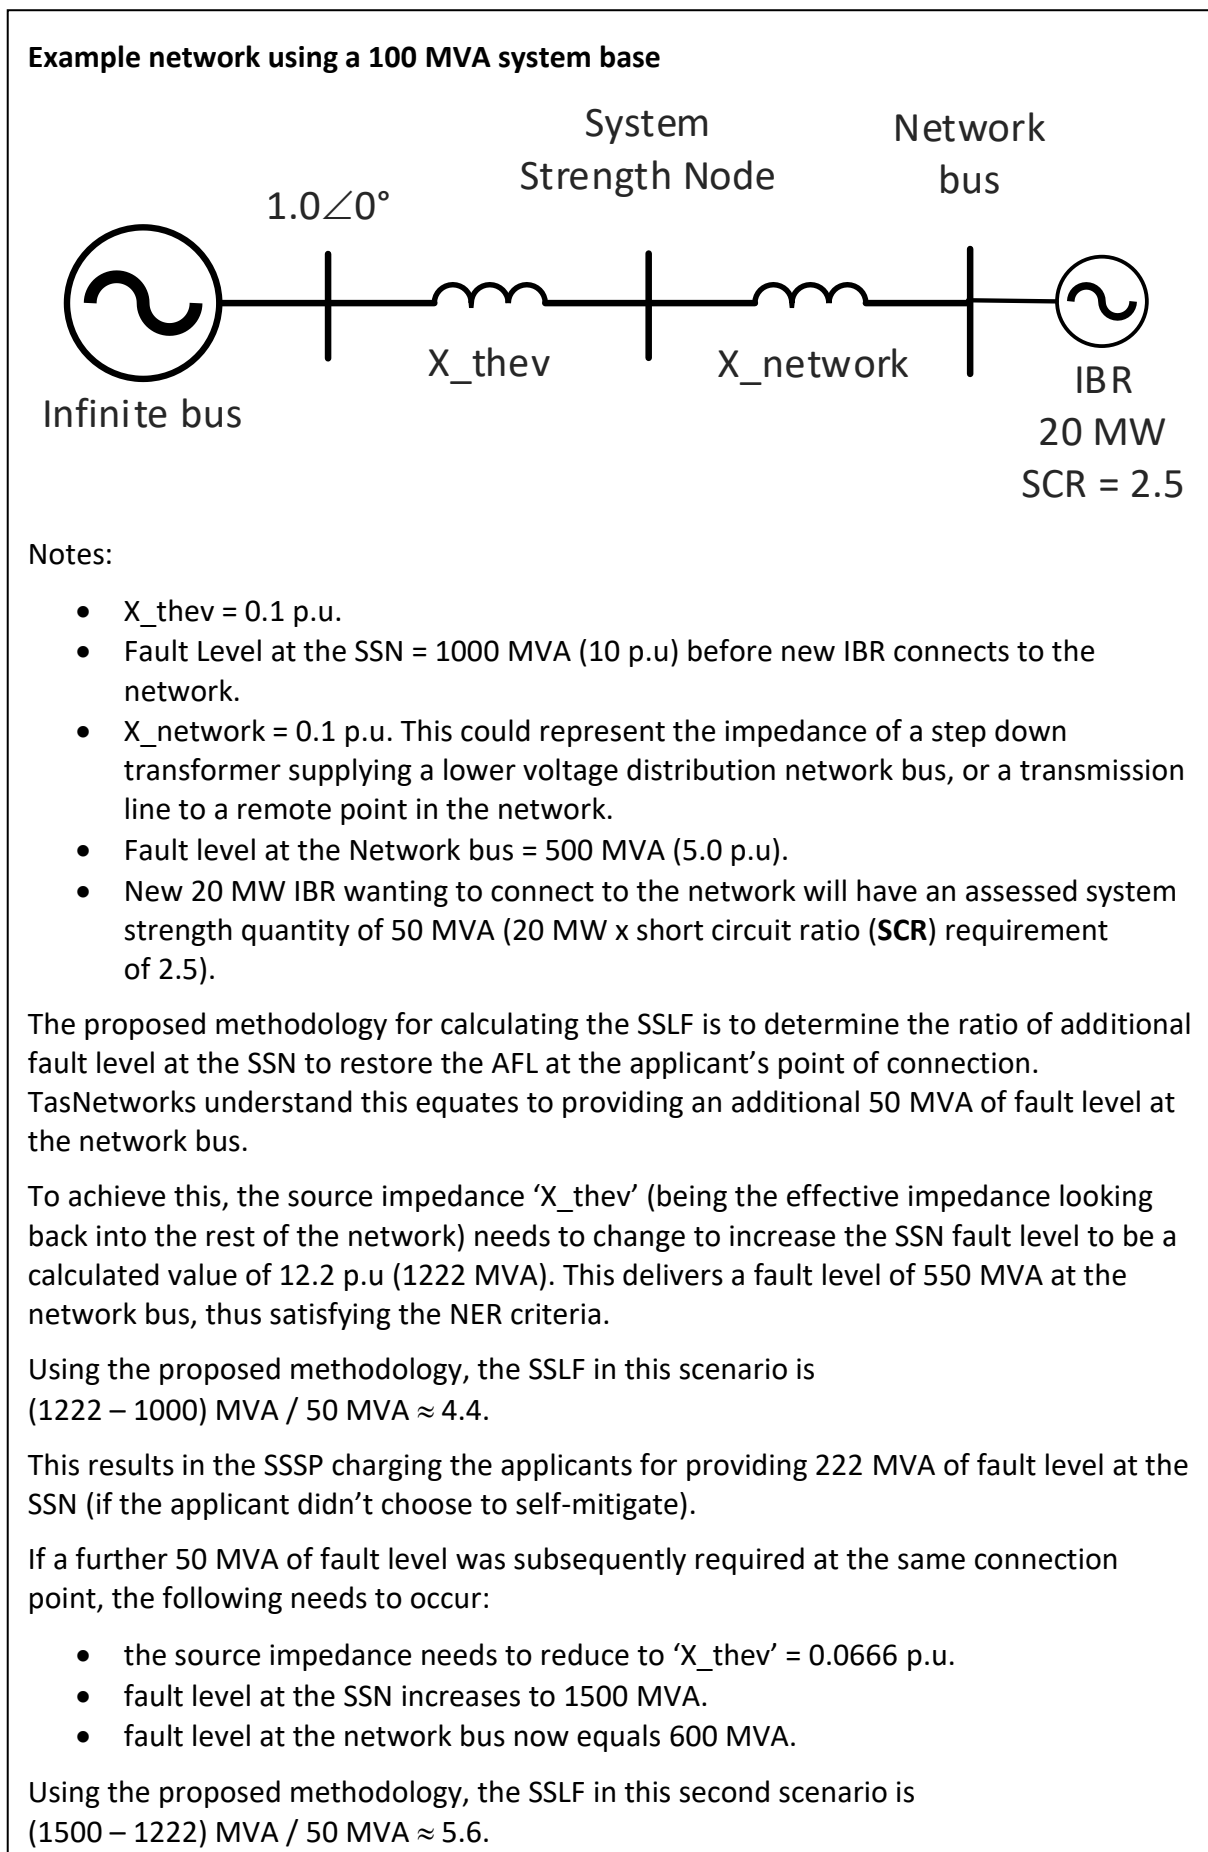 Example network using a 100 MVA system base
System
Strength Node
Network
bus
1.0∠0°
X_thev
X_network
Infinite bus
IBR
20 MW
SCR = 2.5
Notes:
• X_thev = 0.1 p.u.
• Fault Level at the SSN = 1000 MVA (10 p.u) before new IBR connects to the
network.
• X_network = 0.1 p.u. This could represent the impedance of a step down
transformer supplying a lower voltage distribution network bus, or a transmission
line to a remote point in the network.
• Fault level at the Network bus = 500 MVA (5.0 p.u).
• New 20 MW IBR wanting to connect to the network will have an assessed system
strength quantity of 50 MVA (20 MW x short circuit ratio (SCR) requirement
of 2.5).
The proposed methodology for calculating the SSLF is to determine the ratio of additional
fault level at the SSN to restore the AFL at the applicant’s point of connection.
TasNetworks understand this equates to providing an additional 50 MVA of fault level at
the network bus.
To achieve this, the source impedance ‘X_thev’ (being the effective impedance looking
back into the rest of the network) needs to change to increase the SSN fault level to be a
calculated value of 12.2 p.u (1222 MVA). This delivers a fault level of 550 MVA at the
network bus, thus satisfying the NER criteria.
Using the proposed methodology, the SSLF in this scenario is
(1222 – 1000) MVA / 50 MVA ≈ 4.4.
This results in the SSSP charging the applicants for providing 222 MVA of fault level at the
SSN (if the applicant didn’t choose to self-mitigate).
If a further 50 MVA of fault level was subsequently required at the same connection
point, the following needs to occur:
• the source impedance needs to reduce to ‘X_thev’ = 0.0666 p.u.
• fault level at the SSN increases to 1500 MVA.
• fault level at the network bus now equals 600 MVA.
Using the proposed methodology, the SSLF in this second scenario is
(1500 – 1222) MVA / 50 MVA ≈ 5.6.